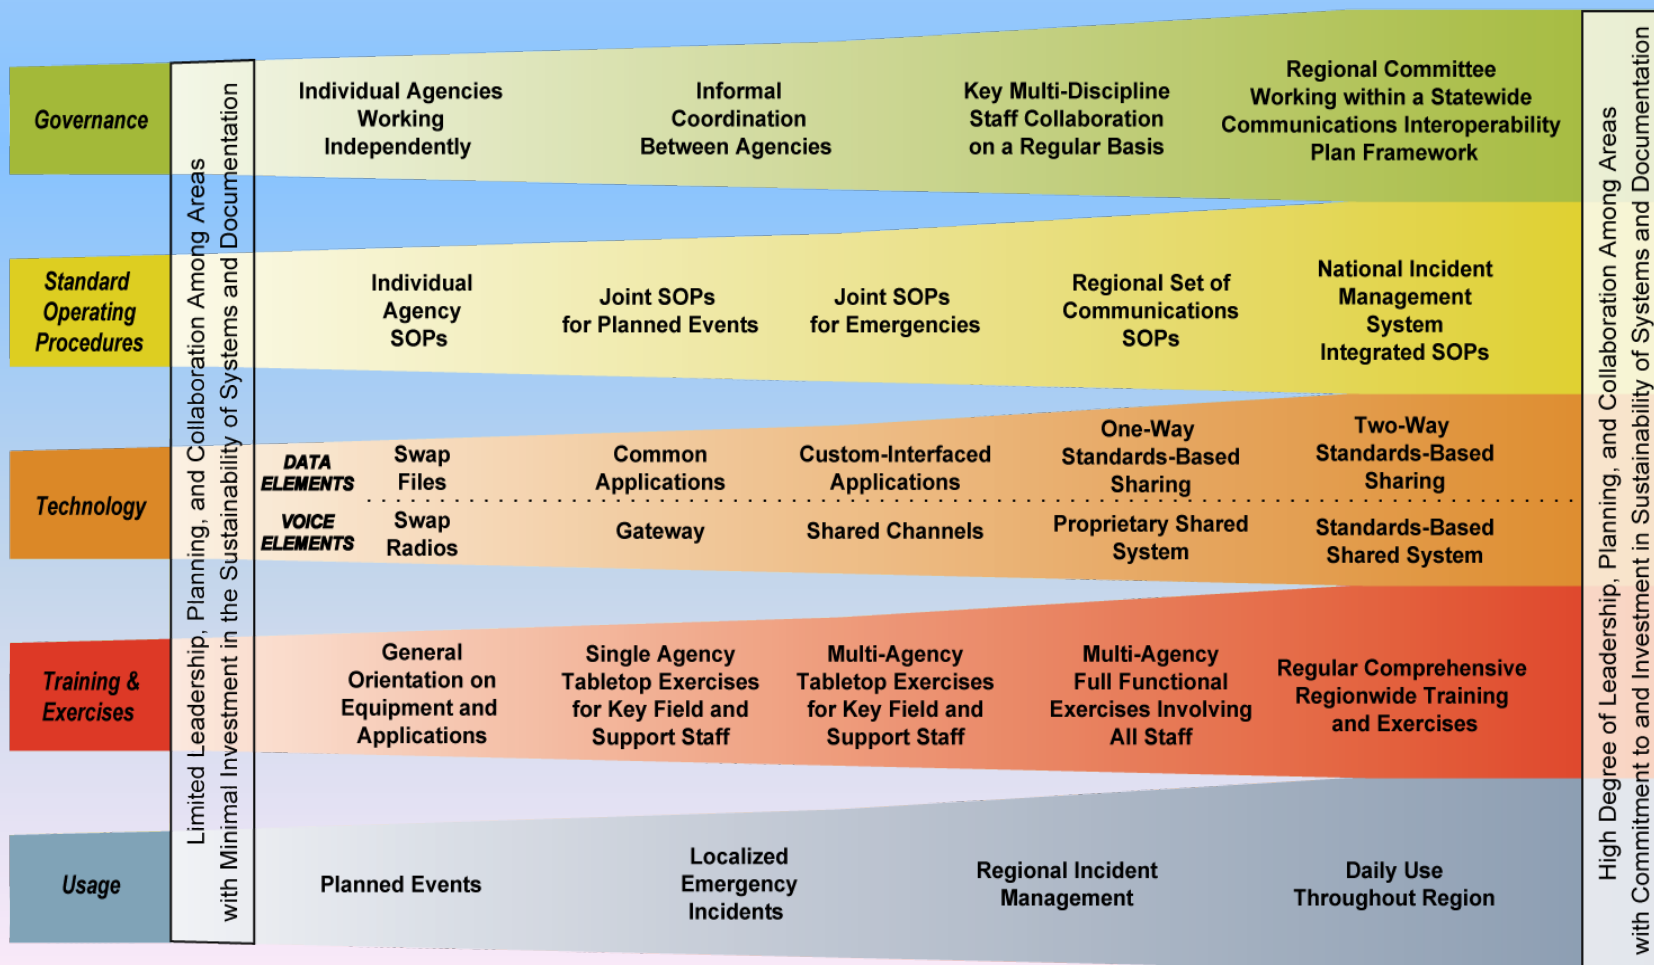 Governance
Individual Agencies
Working
Independently
Informal
Coordination
Between Agencies
Key Multi-Discipline
Staff Collaboration
on a Regular Basis
Regional Committee
Working within a Statewide
Communications Interoperability
Plan Framework
Standard
Operating
Procedures
Individual
Agency
SOPs
Joint SOPs
for Planned Events
Joint SOPs
for Emergencies
Regional Set of
Communications
SOPs
National Incident
Management
System
Integrated SOPs
Technology
DATA
ELEMENTS
Swap
Files
Common
Applications
Custom-Interfaced
Applications
One-Way
Standards-Based
Sharing
Two-Way
Standards-Based
Sharing
VOICE
ELEMENTS
Swap
Radios
Gateway
Shared Channels
Proprietary Shared
System
Standards-Based
Shared System
Training &
Exercises
General
Orientation on
Equipment and
Applications
Single Agency
Tabletop Exercises
for Key Field and
Support Staff
Multi-Agency
Tabletop Exercises
for Key Field and
Support Staff
Multi-Agency
Full Functional
Exercises Involving
All Staff
Regular Comprehensive
Regionwide Training
and Exercises
Usage
Planned Events
Localized
Emergency
Incidents
Regional Incident
Management
Daily Use
Throughout Region
Limited Leadership, Planning, and Collaboration Among Areas
with Minimal Investment in the Sustainability of Systems and Documentation
High Degree of Leadership, Planning, and Collaboration Among Areas
with Commitment to and Investment in Sustainability of Systems and Documentation